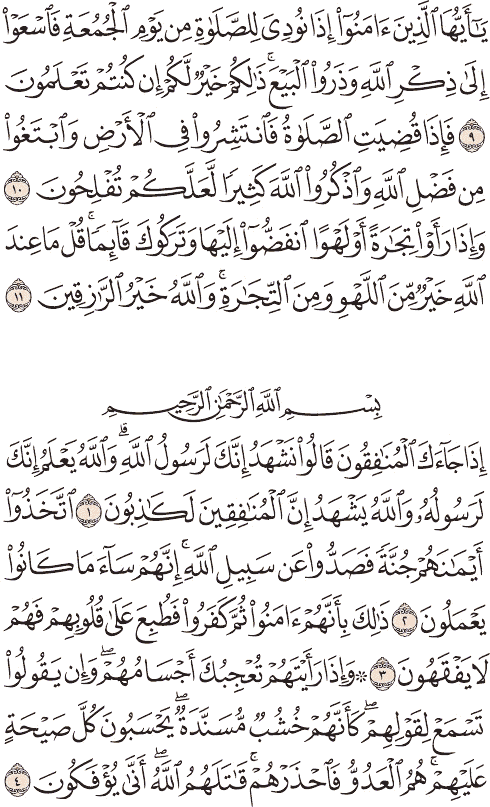 يَٰٓأَيُّهَا ٱلَّذِينَ ءَامَنُوٓا۟ إِذَا نُودِىَ لِلصَّلَوٰةِ مِن يَوْمِ ٱلْجُمُعَةِ فَٱسْعَوْا۟
إِلَىٰ ذِكْرِ ٱللَّهِ وَذَرُوا۟ ٱلْبَيْعَ ۚ ذَٰلِكُمْ خَيْرٌ لَّكُمْ إِن كُنتُمْ تَعْلَمُونَ
٩ فَإِذَا قُضِيَتِ ٱلصَّلَوٰةُ فَٱنتَشِرُوا۟ فِى ٱلْأَرْضِ وَٱبْتَغُوا۟
مِن فَضْلِ ٱللَّهِ وَٱذْكُرُوا۟ ٱللَّهَ كَثِيرًا لَّعَلَّكُمْ تُفْلِحُونَ ١٠
وَإِذَا رَأَوْا۟ تِجَٰرَةً أَوْ لَهْوًا ٱنفَضُّوٓا۟ إِلَيْهَا وَتَرَكُوكَ قَآئِمًا ۚ قُلْ مَا عِندَ
ٱللَّهِ خَيْرٌ مِّنَ ٱللَّهْوِ وَمِنَ ٱلتِّجَٰرَةِ ۚ وَٱللَّهُ خَيْرُ ٱلرَّٰزِقِينَ ١١
بِسْمِ ٱللَّهِ ٱلرَّحْمَٰنِ ٱلرَّحِيمِ
إِذَا جَآءَكَ ٱلْمُنَٰفِقُونَ قَالُوا۟ نَشْهَدُ إِنَّكَ لَرَسُولُ ٱللَّهِ ۗ وَٱللَّهُ يَعْلَمُ إِنَّكَ
لَرَسُولُهُۥ وَٱللَّهُ يَشْهَدُ إِنَّ ٱلْمُنَٰفِقِينَ لَكَٰذِبُونَ ١ ٱتَّخَذُوٓا۟
أَيْمَٰنَهُمْ جُنَّةً فَصَدُّوا۟ عَن سَبِيلِ ٱللَّهِ ۚ إِنَّهُمْ سَآءَ مَا كَانُوا۟
يَعْمَلُونَ ٢ ذَٰلِكَ بِأَنَّهُمْ ءَامَنُوا۟ ثُمَّ كَفَرُوا۟ فَطُبِعَ عَلَىٰ قُلُوبِهِمْ فَهُمْ
لَا يَفْقَهُونَ ٣ ۞ وَإِذَا رَأَيْتَهُمْ تُعْجِبُكَ أَجْسَامُهُمْ ۖ وَإِن يَقُولُوا۟
تَسْمَعْ لِقَوْلِهِمْ ۖ كَأَنَّهُمْ خُشُبٌ مُّسَنَّدَةٌ ۖ يَحْسَبُونَ كُلَّ صَيْحَةٍ
عَلَيْهِمْ ۚ هُمُ ٱلْعَدُوُّ فَٱحْذَرْهُمْ ۚ قَٰتَلَهُمُ ٱللَّهُ ۖ أَنَّىٰ يُؤْفَكُونَ ٤